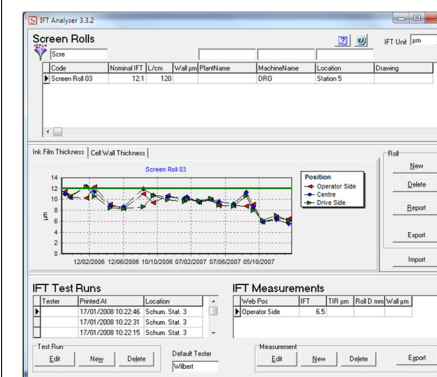 IFT Analyser 3.3.2
Screen Rolls
IFT Unit µm
Scre
Code Nominal IFT L/cm Wall µm PlantName MachineName Location Drawing
Screen Roll 03 12.1 120 DRO Station 5
Ink Film Thickness Cell Wall Thickness
Screen Roll 03
14
12
10
8
6
4
2
0
µm
12/02/2006 12/06/2006 10/10/2006 07/02/2007 07/06/2007 05/10/2007
Position
Operator Side
Centre
Drive Side
Roll
New
Delete
Report
Export
Import
IFT Test Runs
Tester Printed At Location
17/01/2008 10:22:46 Schum. Stat. 3
17/01/2008 10:22:31 Schum. Stat. 3
17/01/2008 10:22:15 Schum. Stat. 3
Test Run
Edit New Delete
Default Tester
Wilbert
IFT Measurements
Web Pos IFT TIR µm Roll D mm Wall µm
Operator Side 6.5
Measurement
Edit New Delete Export